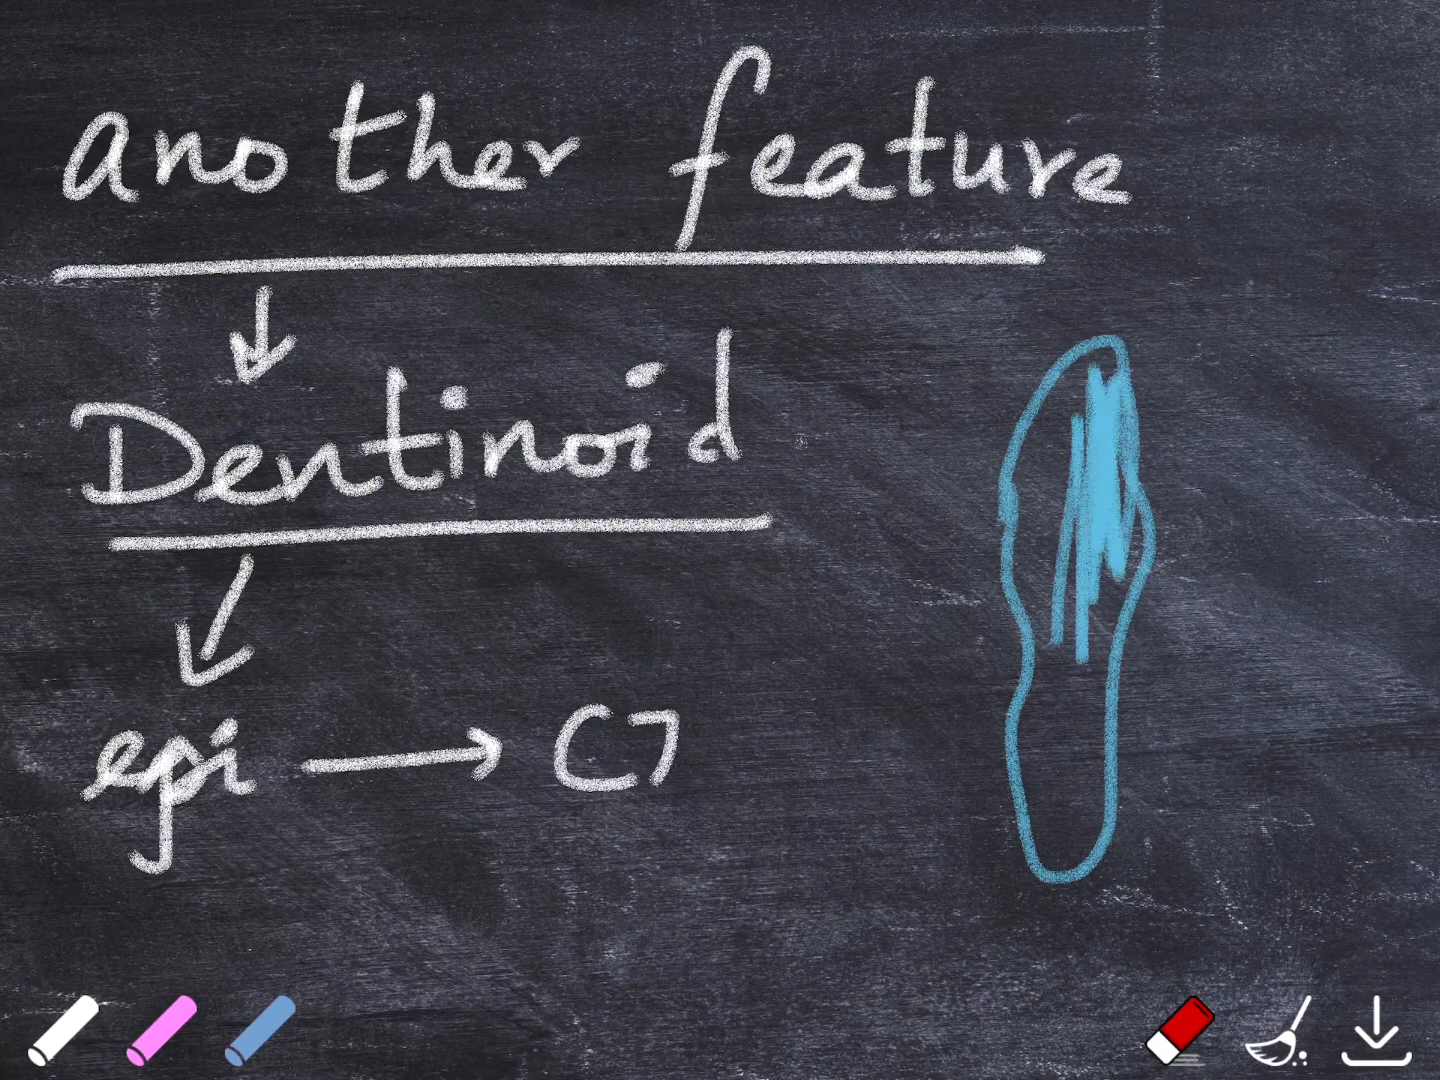 another feature
↓
Dentinoid
↓
epi → C7